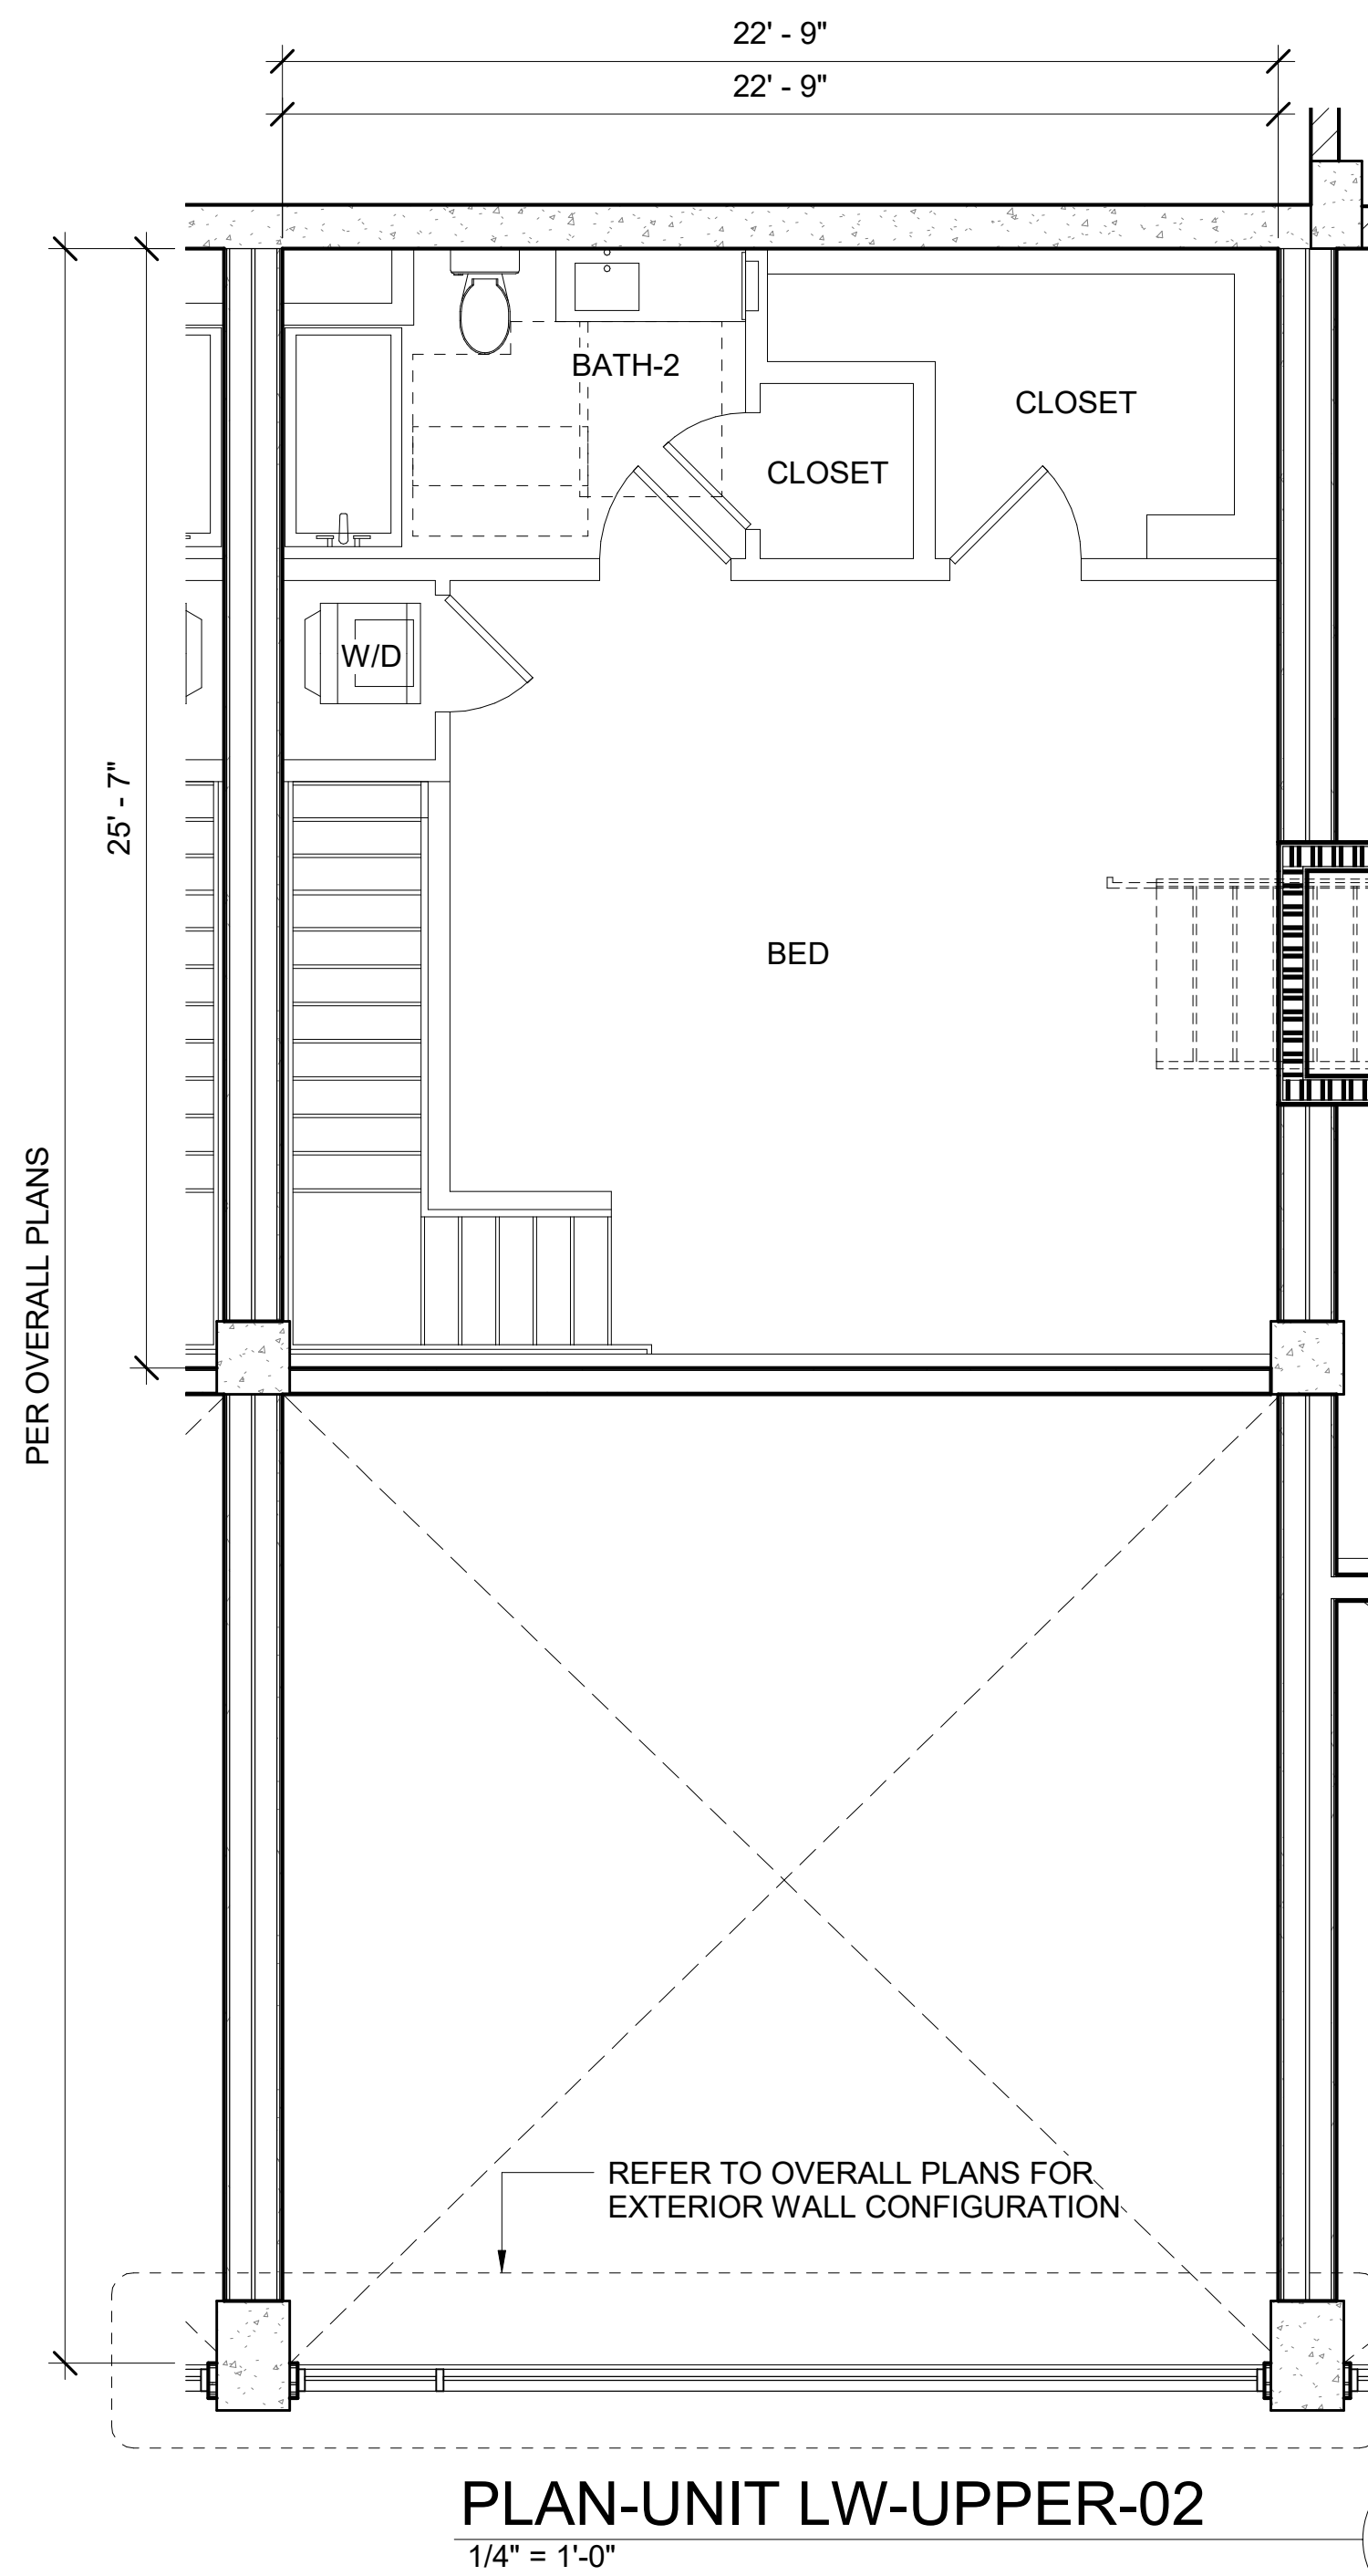 22' - 9"
22' - 9"
BATH-2
CLOSET
CLOSET
W/D
25' - 7"
BED
PER OVERALL PLANS
REFER TO OVERALL PLANS FOR
EXTERIOR WALL CONFIGURATION
PLAN-UNIT LW-UPPER-02
1/4" = 1'-0"